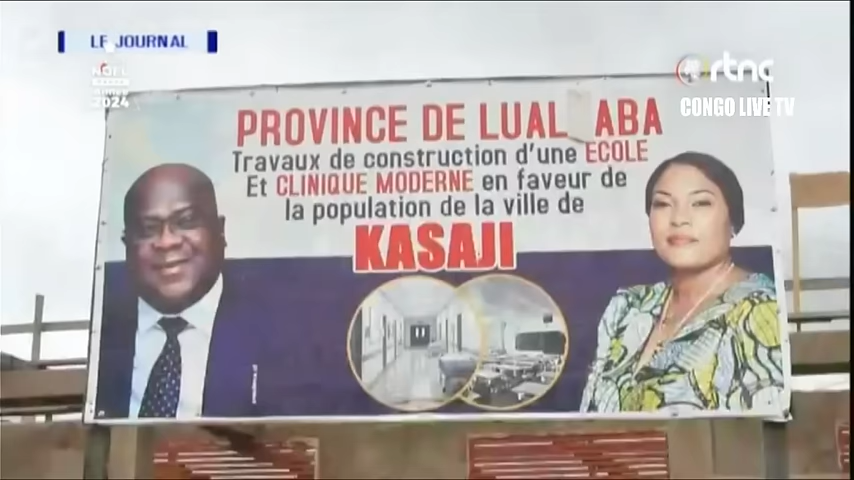 LE JOURNAL
2024
rtnc
CONGO LIVE TV
PROVINCE DE LUAL ABA
Travaux de construction d'une ECOLE
Et CLINIQUE MODERNE en faveur de
la population de la ville de
KASAJI